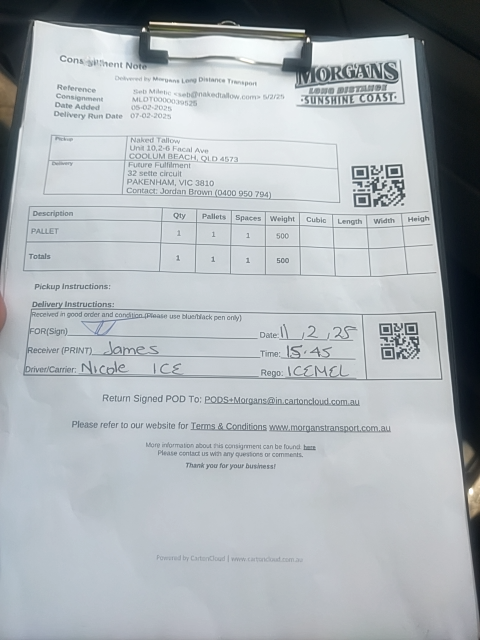 Consignment Note
Delivered by Morgans Long Distance Transport
MORGANS
LONG DISTANCE
·SUNSHINE COAST·
Reference Seb Miletic <seb@nakedtallow.com> 5/2/25
Consignment MLDT0000039525
Date Added 05-02-2025
Delivery Run Date 07-02-2025
Pickup Naked Tallow
Unit 10,2-6 Facal Ave
COOLUM BEACH, QLD 4573
Delivery Future Fulfilment
32 sette circuit
PAKENHAM, VIC 3810
Contact: Jordan Brown (0400 950 794)
Description Qty Pallets Spaces Weight Cubic Length Width Heigh
PALLET 1 1 1 500
Totals 1 1 1 500
Pickup Instructions:
Delivery Instructions:
Received in good order and condition (Please use blue/black pen only)
FOR(Sign) Date: 11,2,25
Receiver (PRINT) James Time: 15.45
Driver/Carrier: Nicole ICE Rego: ICEMEL
Return Signed POD To: PODS+Morgans@in.cartoncloud.com.au
Please refer to our website for Terms & Conditions www.morganstransport.com.au
More information about this consignment can be found. here
Please contact us with any questions or comments.
Thank you for your business!
Powered by CartonCloud | www.cartoncloud.com.au